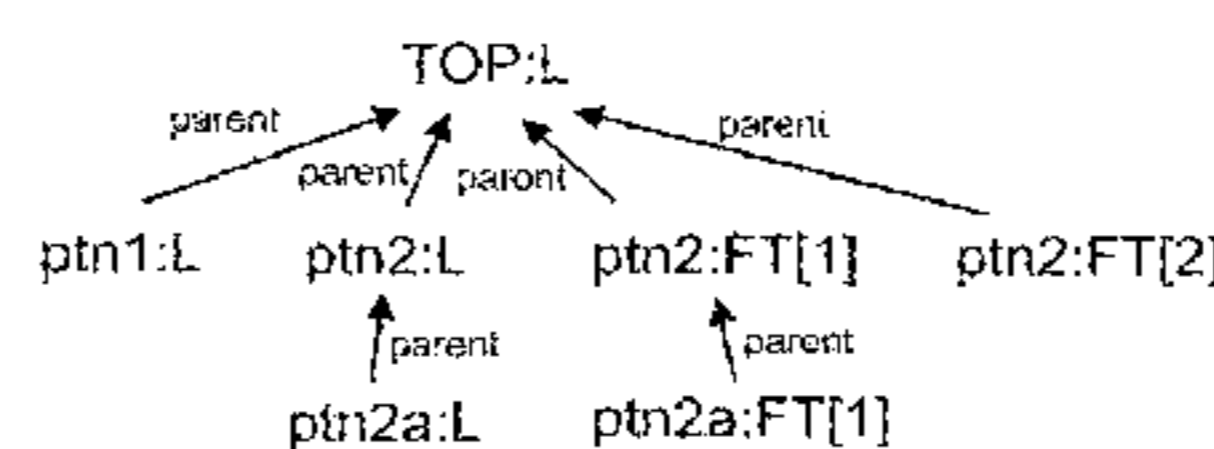 TOP:L
parent parent
parent paront
ptn1:L ptn2:L ptn2:FT[1] ptn2:FT[2]
parent parent
ptn2a:L ptn2a:FT[1]